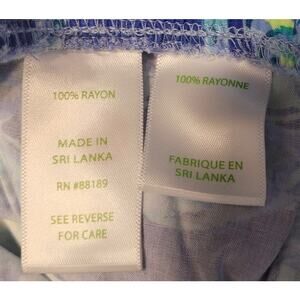 100% RAYON
MADE IN
SRI LANKA
RN #88189
SEE REVERSE
FOR CARE
100% RAYONNE
FABRIQUE EN
SRI LANKA